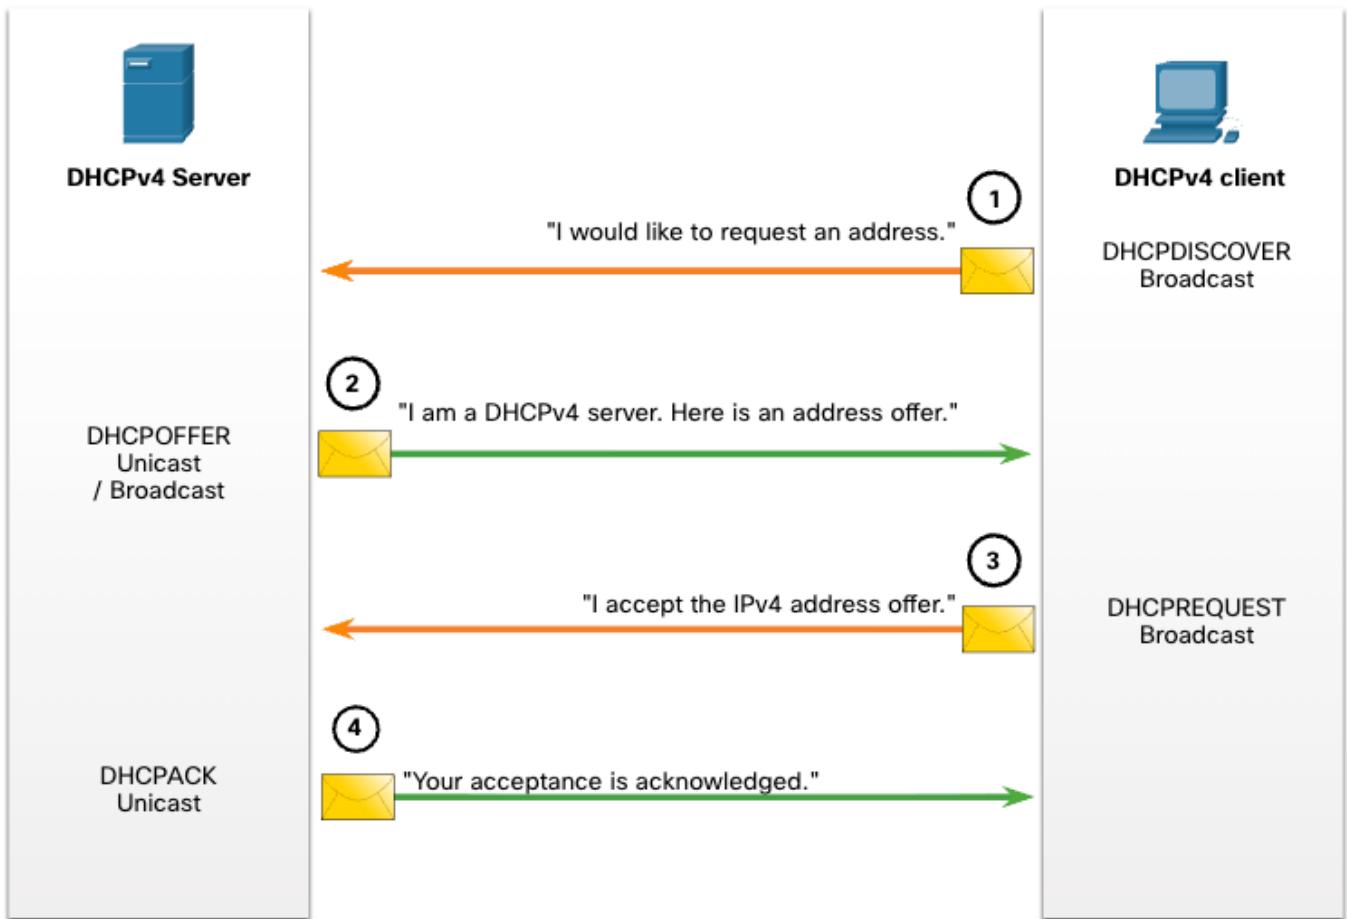 DHCPv4 Server
DHCPv4 client
1
"I would like to request an address."
DHCPDISCOVER
Broadcast
2
"I am a DHCPv4 server. Here is an address offer."
DHCPOFFER
Unicast
/ Broadcast
3
"I accept the IPv4 address offer."
DHCPREQUEST
Broadcast
4
"Your acceptance is acknowledged."
DHCPACK
Unicast